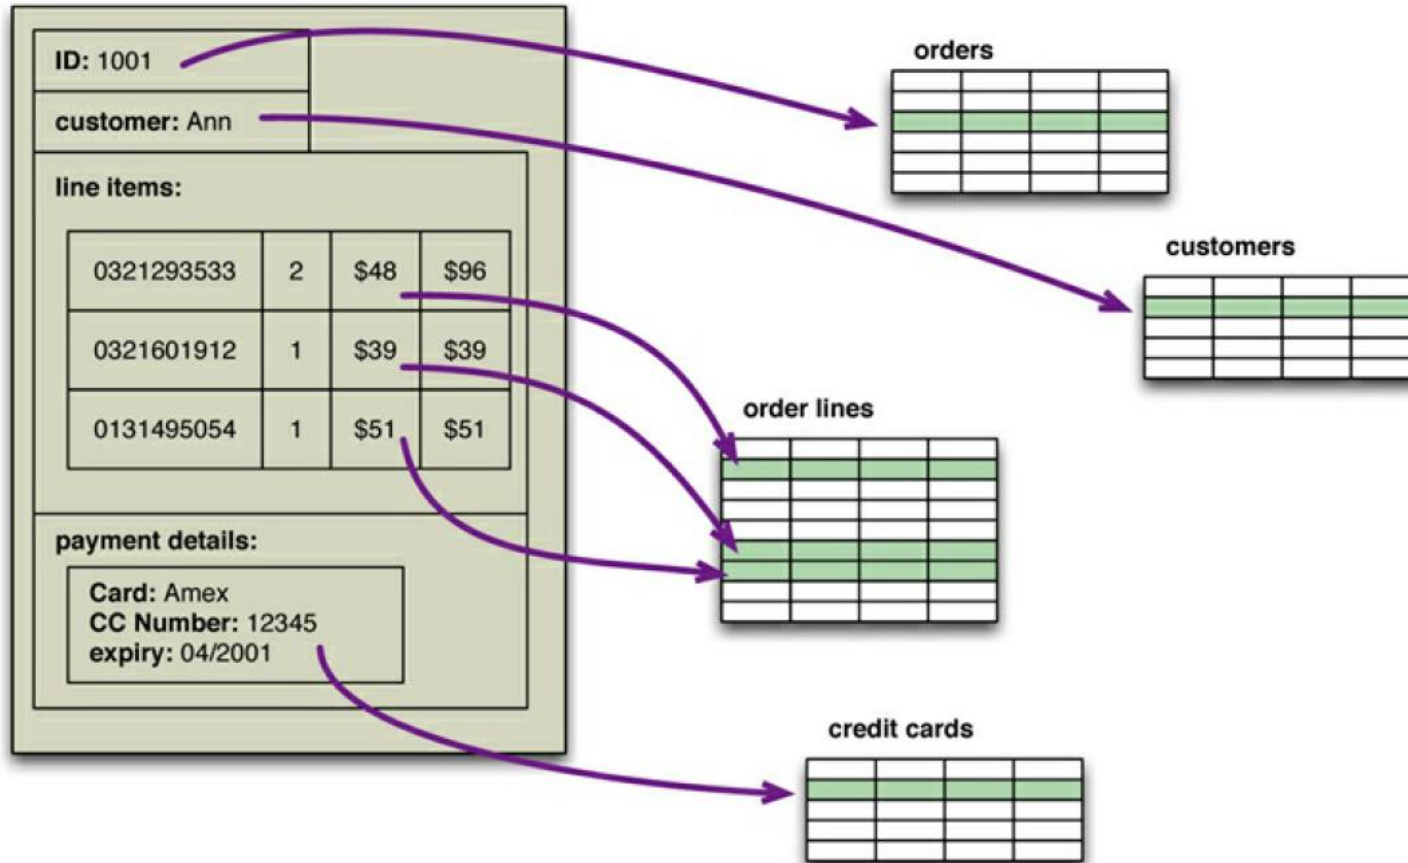 ID: 1001
customer: Ann
line items:
0321293533 2 $48 $96
0321601912 1 $39 $39
0131495054 1 $51 $51
payment details:
Card: Amex
CC Number: 12345
expiry: 04/2001
orders
customers
order lines
credit cards